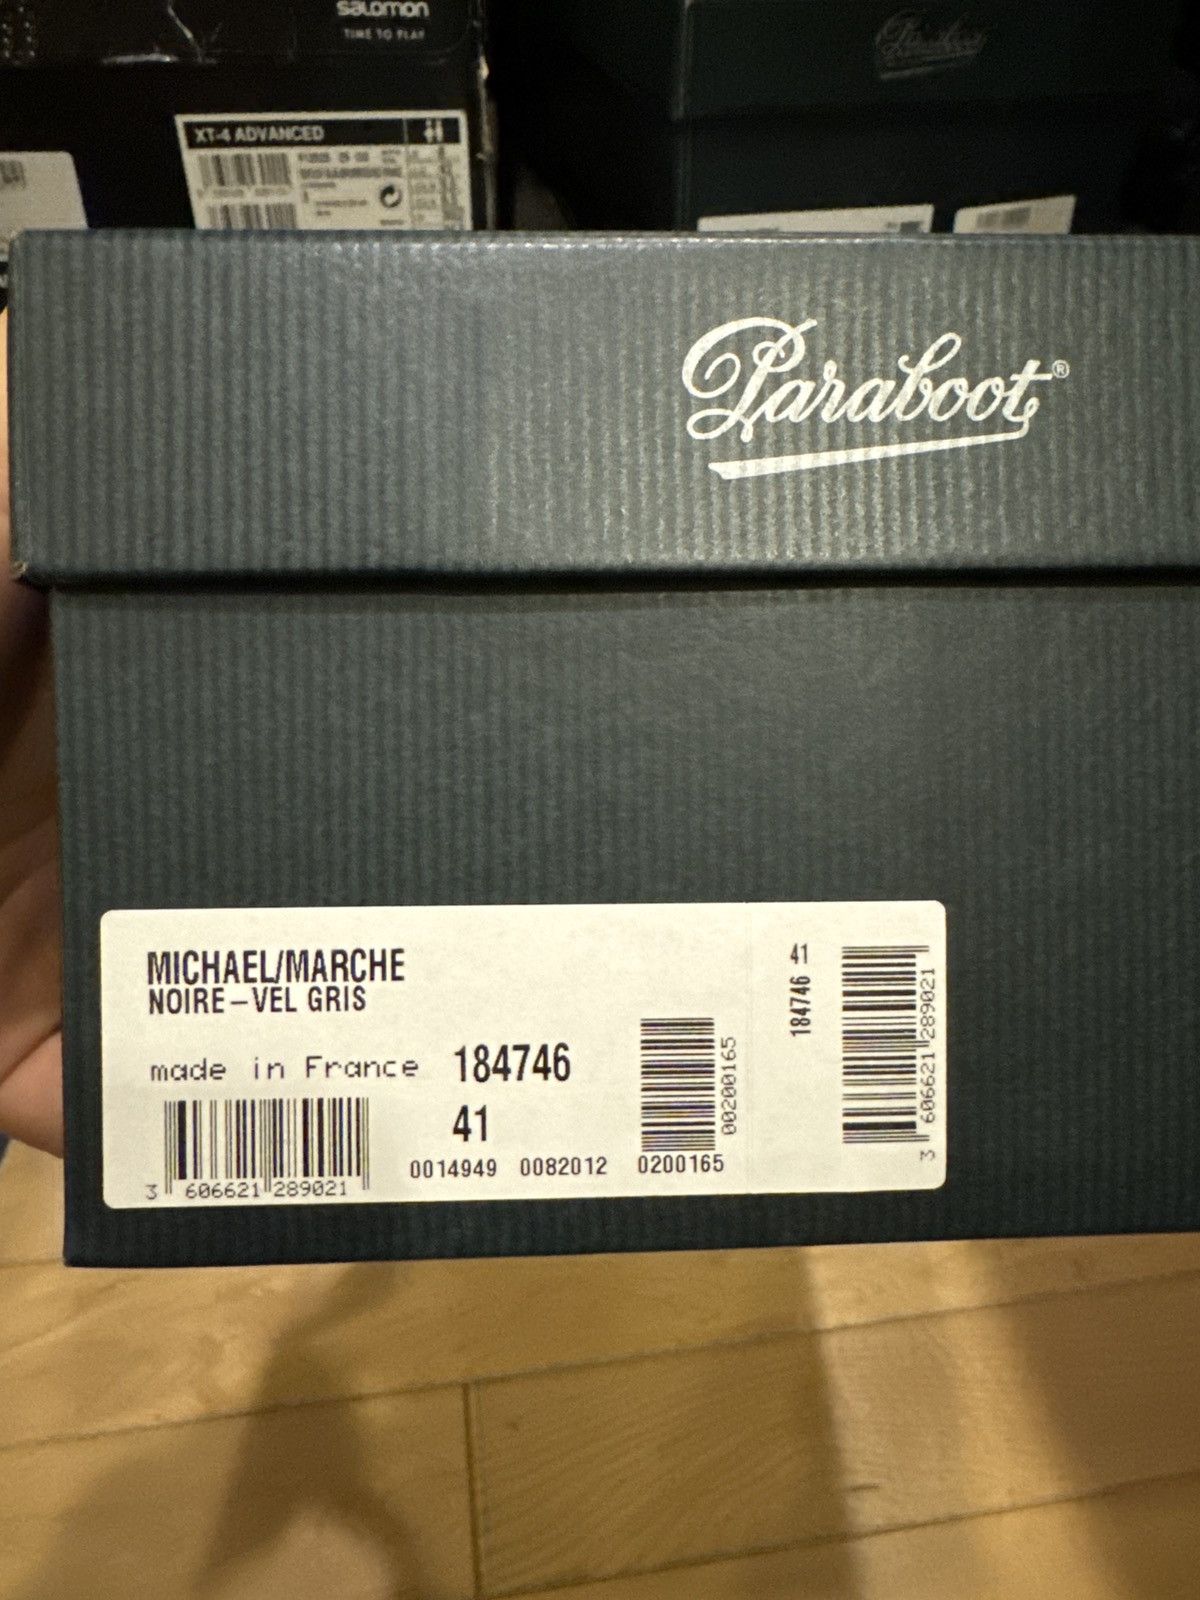 salomon
TIME TO PLAY
XT-4 ADVANCED
Paraboot®
MICHAEL/MARCHE
NOIRE–VEL GRIS
made in France 184746
41
3 606621 289021
0014949 0082012 0200165
00200165
41
184746
3 606621 289021